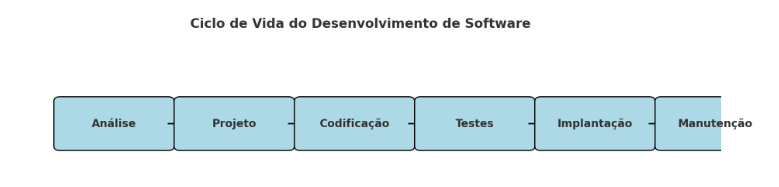 Ciclo de Vida do Desenvolvimento de Software
Análise Projeto Codificação Testes Implantação Manutenção